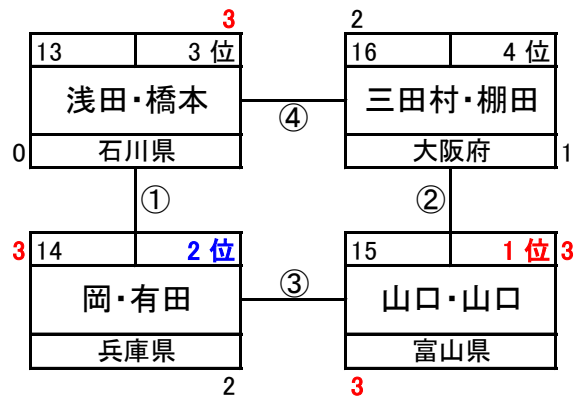 3 2
13 3 位 16 4 位
浅田・橋本 三田村・棚田
④
0 石川県 大阪府 1
① ②
3 14 2 位 15 1 位 3
岡・有田 ③ 山口・山口
兵庫県 富山県
2 3